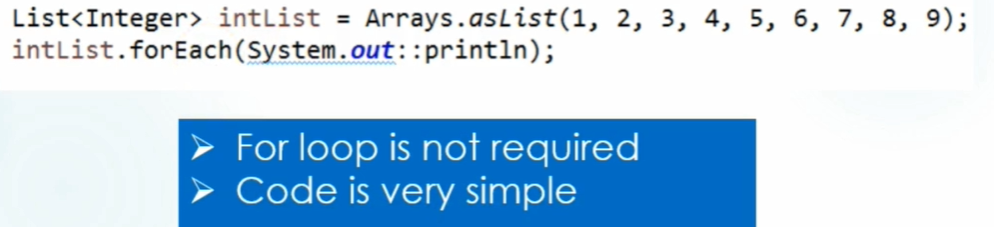 List<Integer> intList = Arrays.asList(1, 2, 3, 4, 5, 6, 7, 8, 9);
intList.forEach(System.out::println);
➢ For loop is not required
➢ Code is very simple